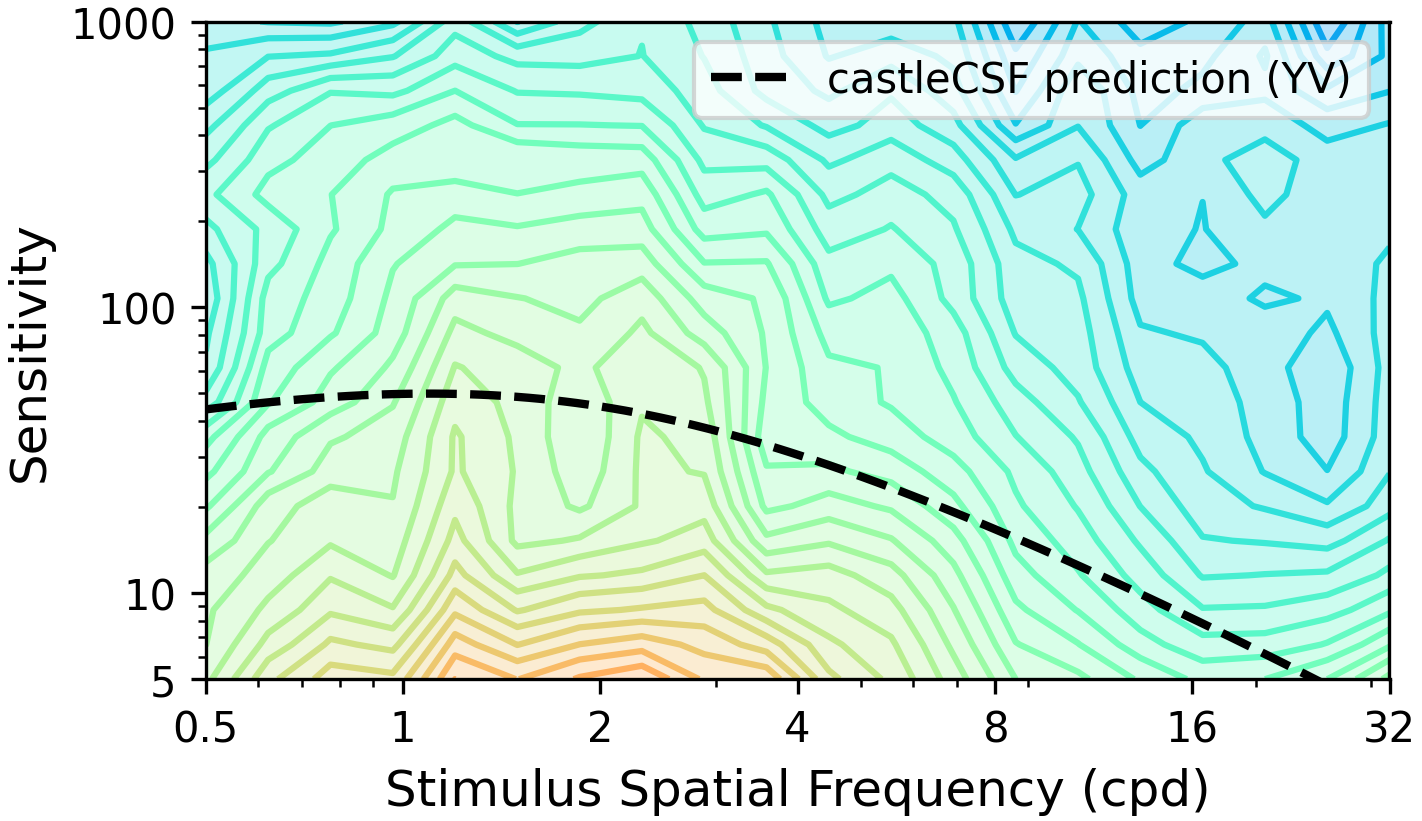 1000
100
10
5
Sensitivity
castleCSF prediction (YV)
0.5 1 2 4 8 16 32
Stimulus Spatial Frequency (cpd)